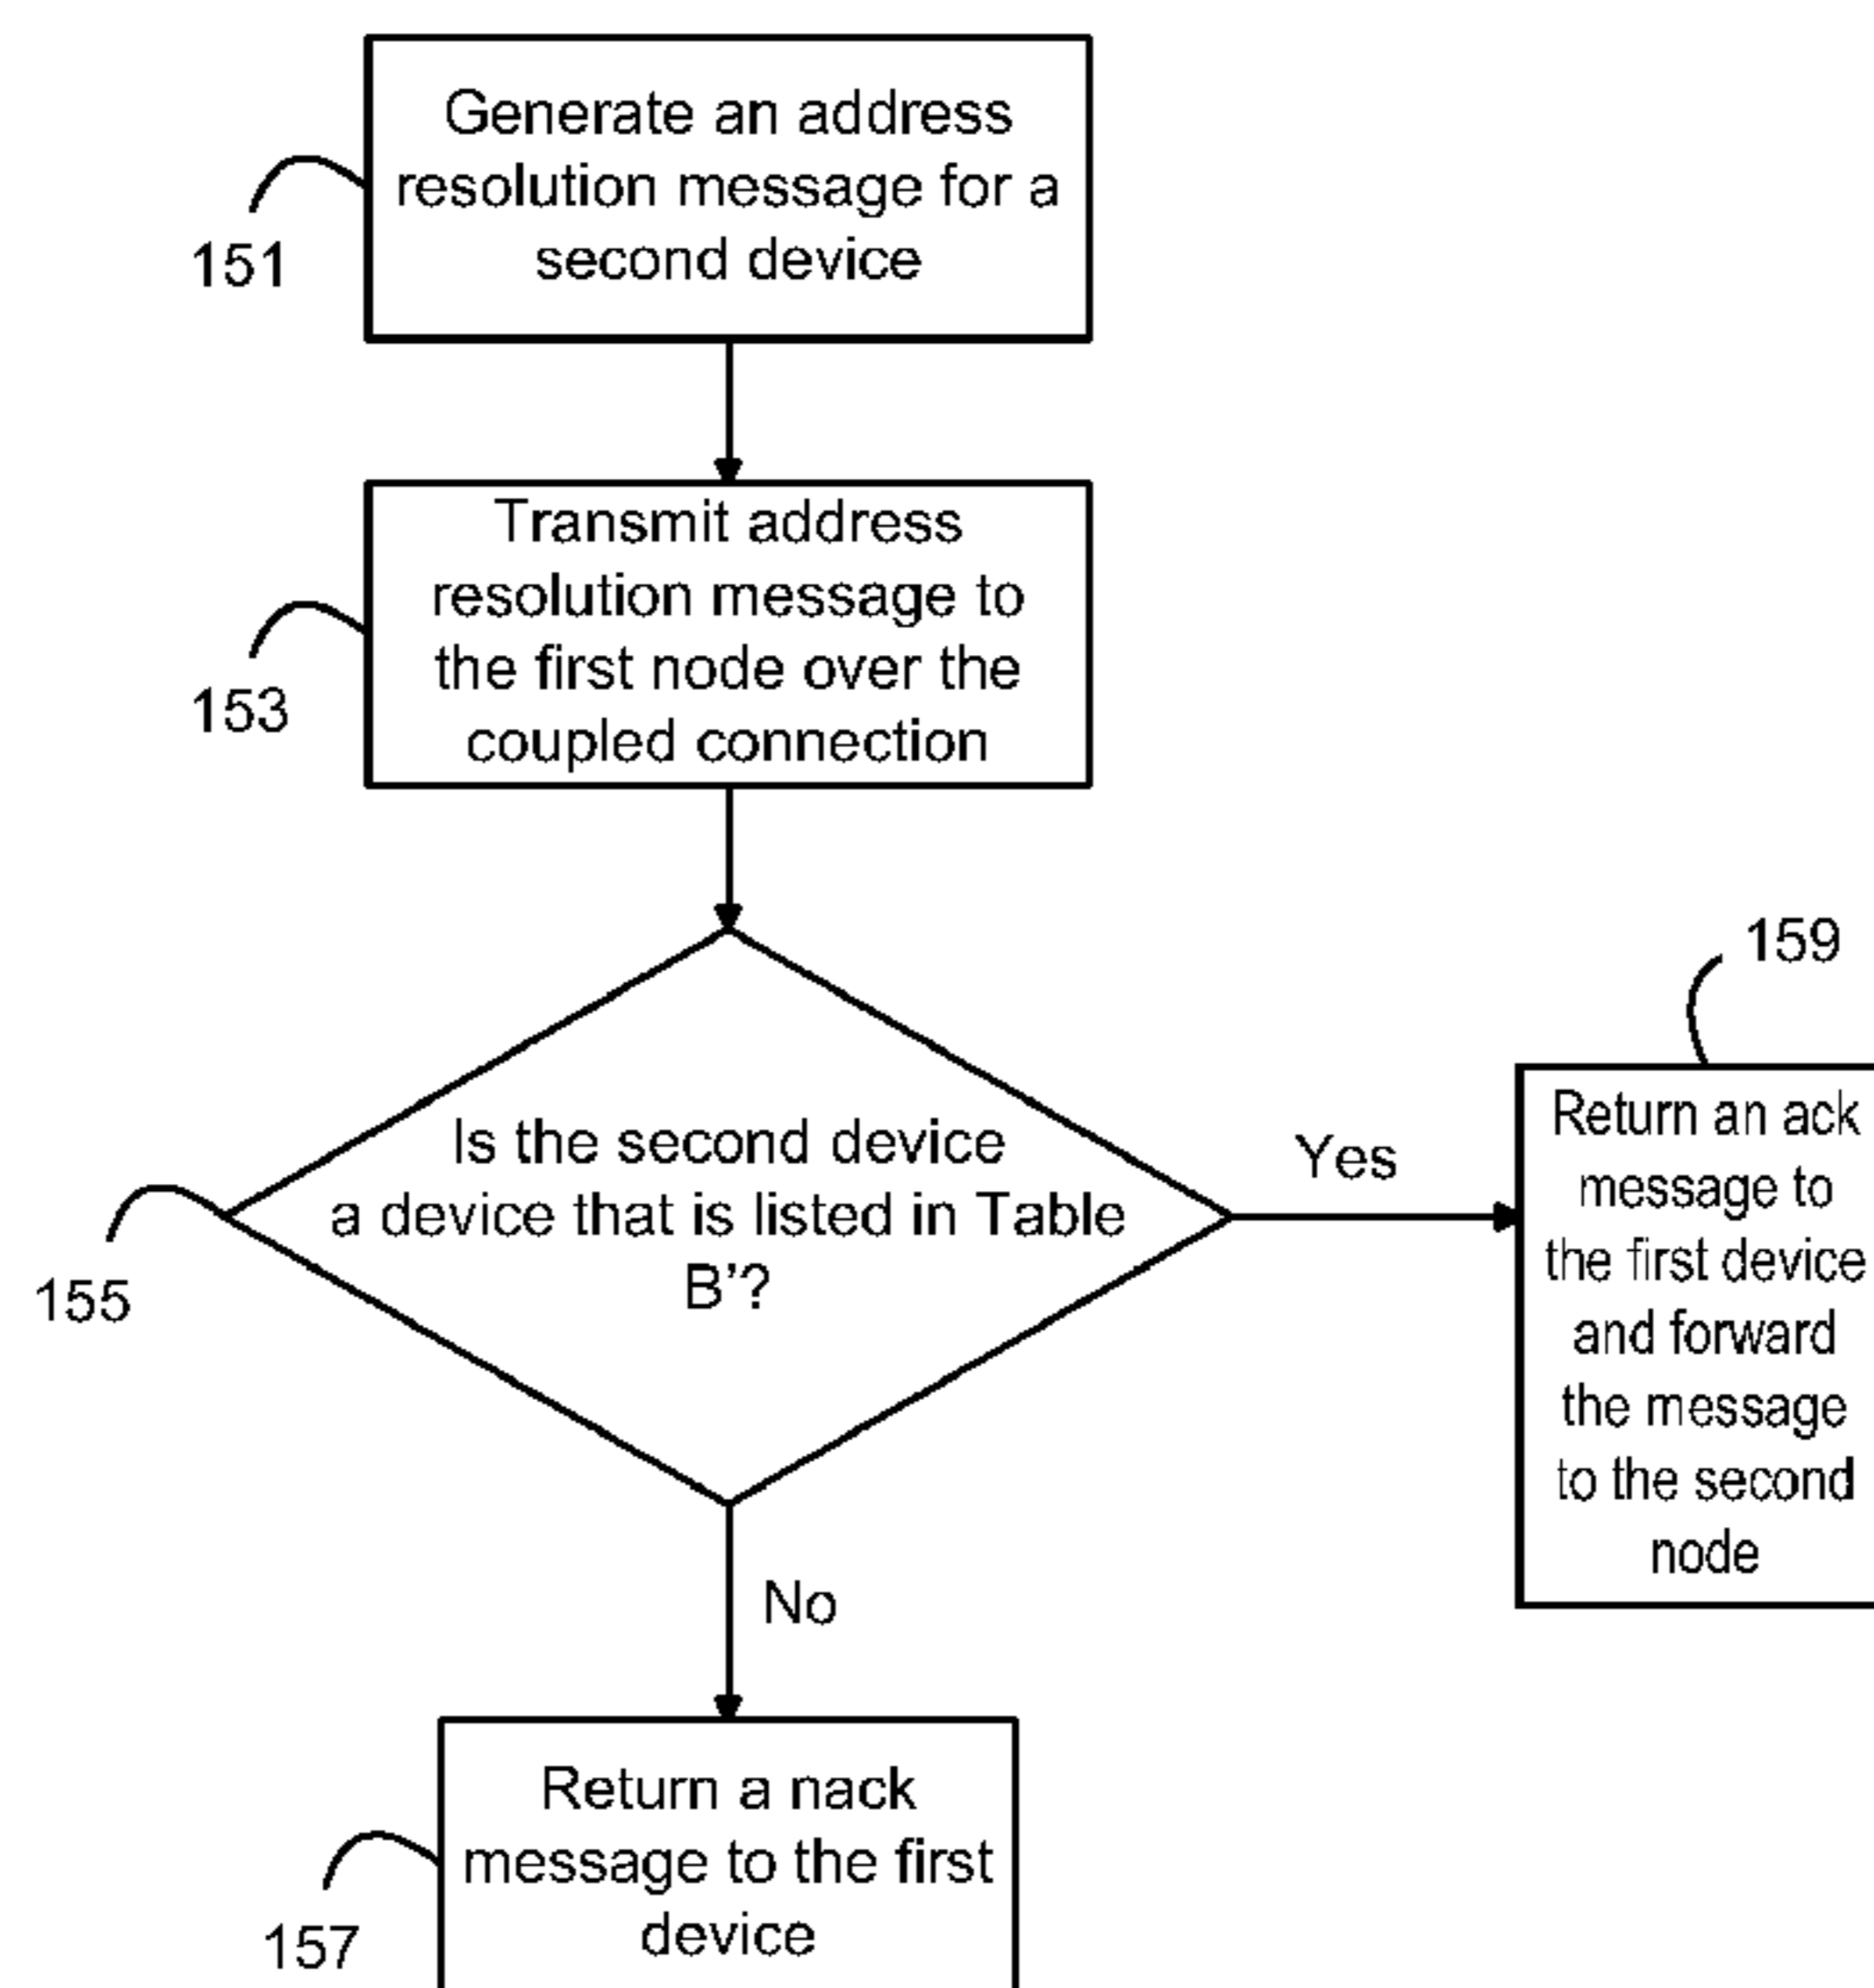 Generate an address
resolution message for a
second device
151
Transmit address
resolution message to
the first node over the
coupled connection
153
Is the second device
a device that is listed in Table
B’?
155
Yes
159
Return an ack
message to
the first device
and forward
the message
to the second
node
No
Return a nack
message to the first
device
157